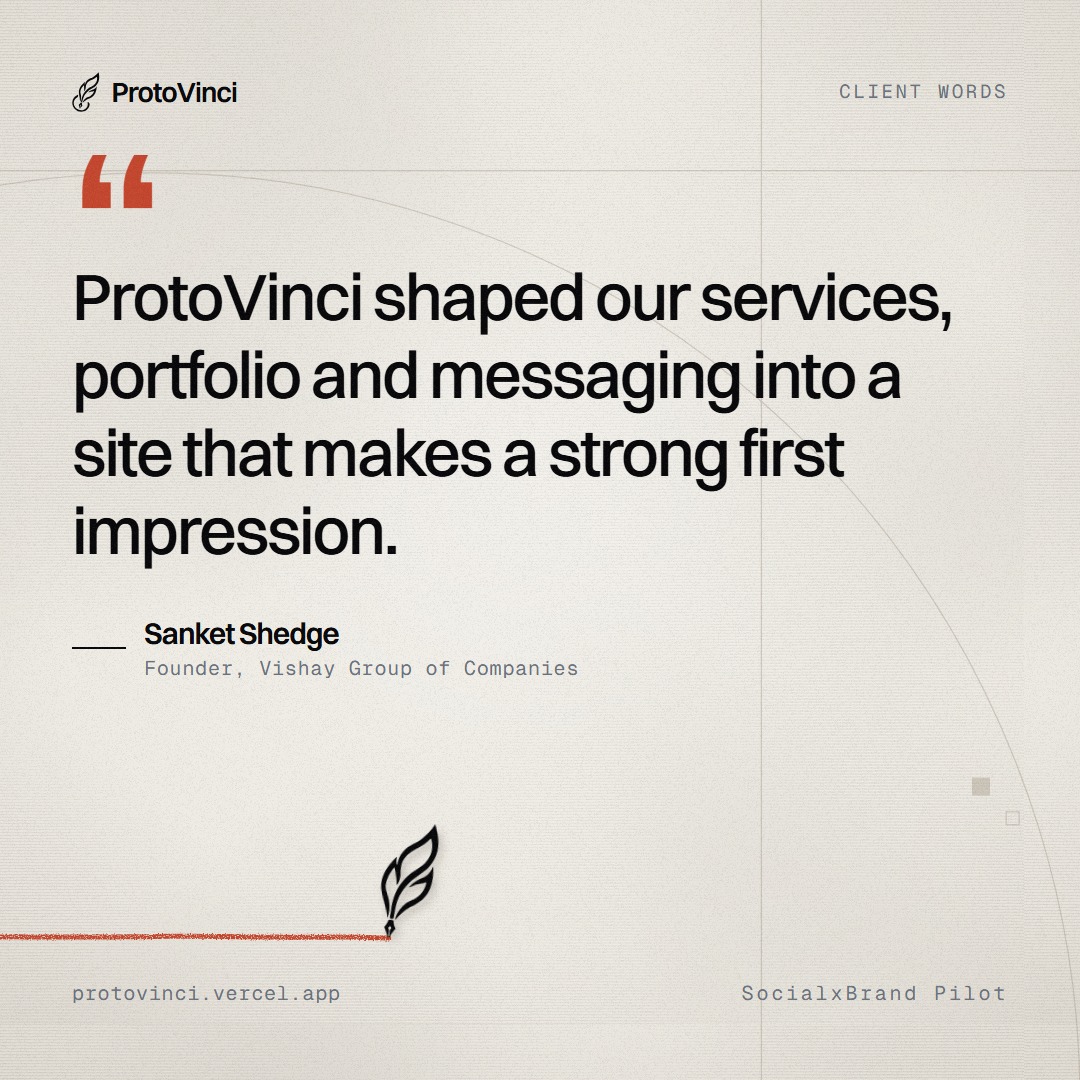 ProtoVinci
CLIENT WORDS
“
ProtoVinci shaped our services,
portfolio and messaging into a
site that makes a strong first
impression.
Sanket Shedge
Founder, Vishay Group of Companies
protovinci.vercel.app
SocialxBrand Pilot